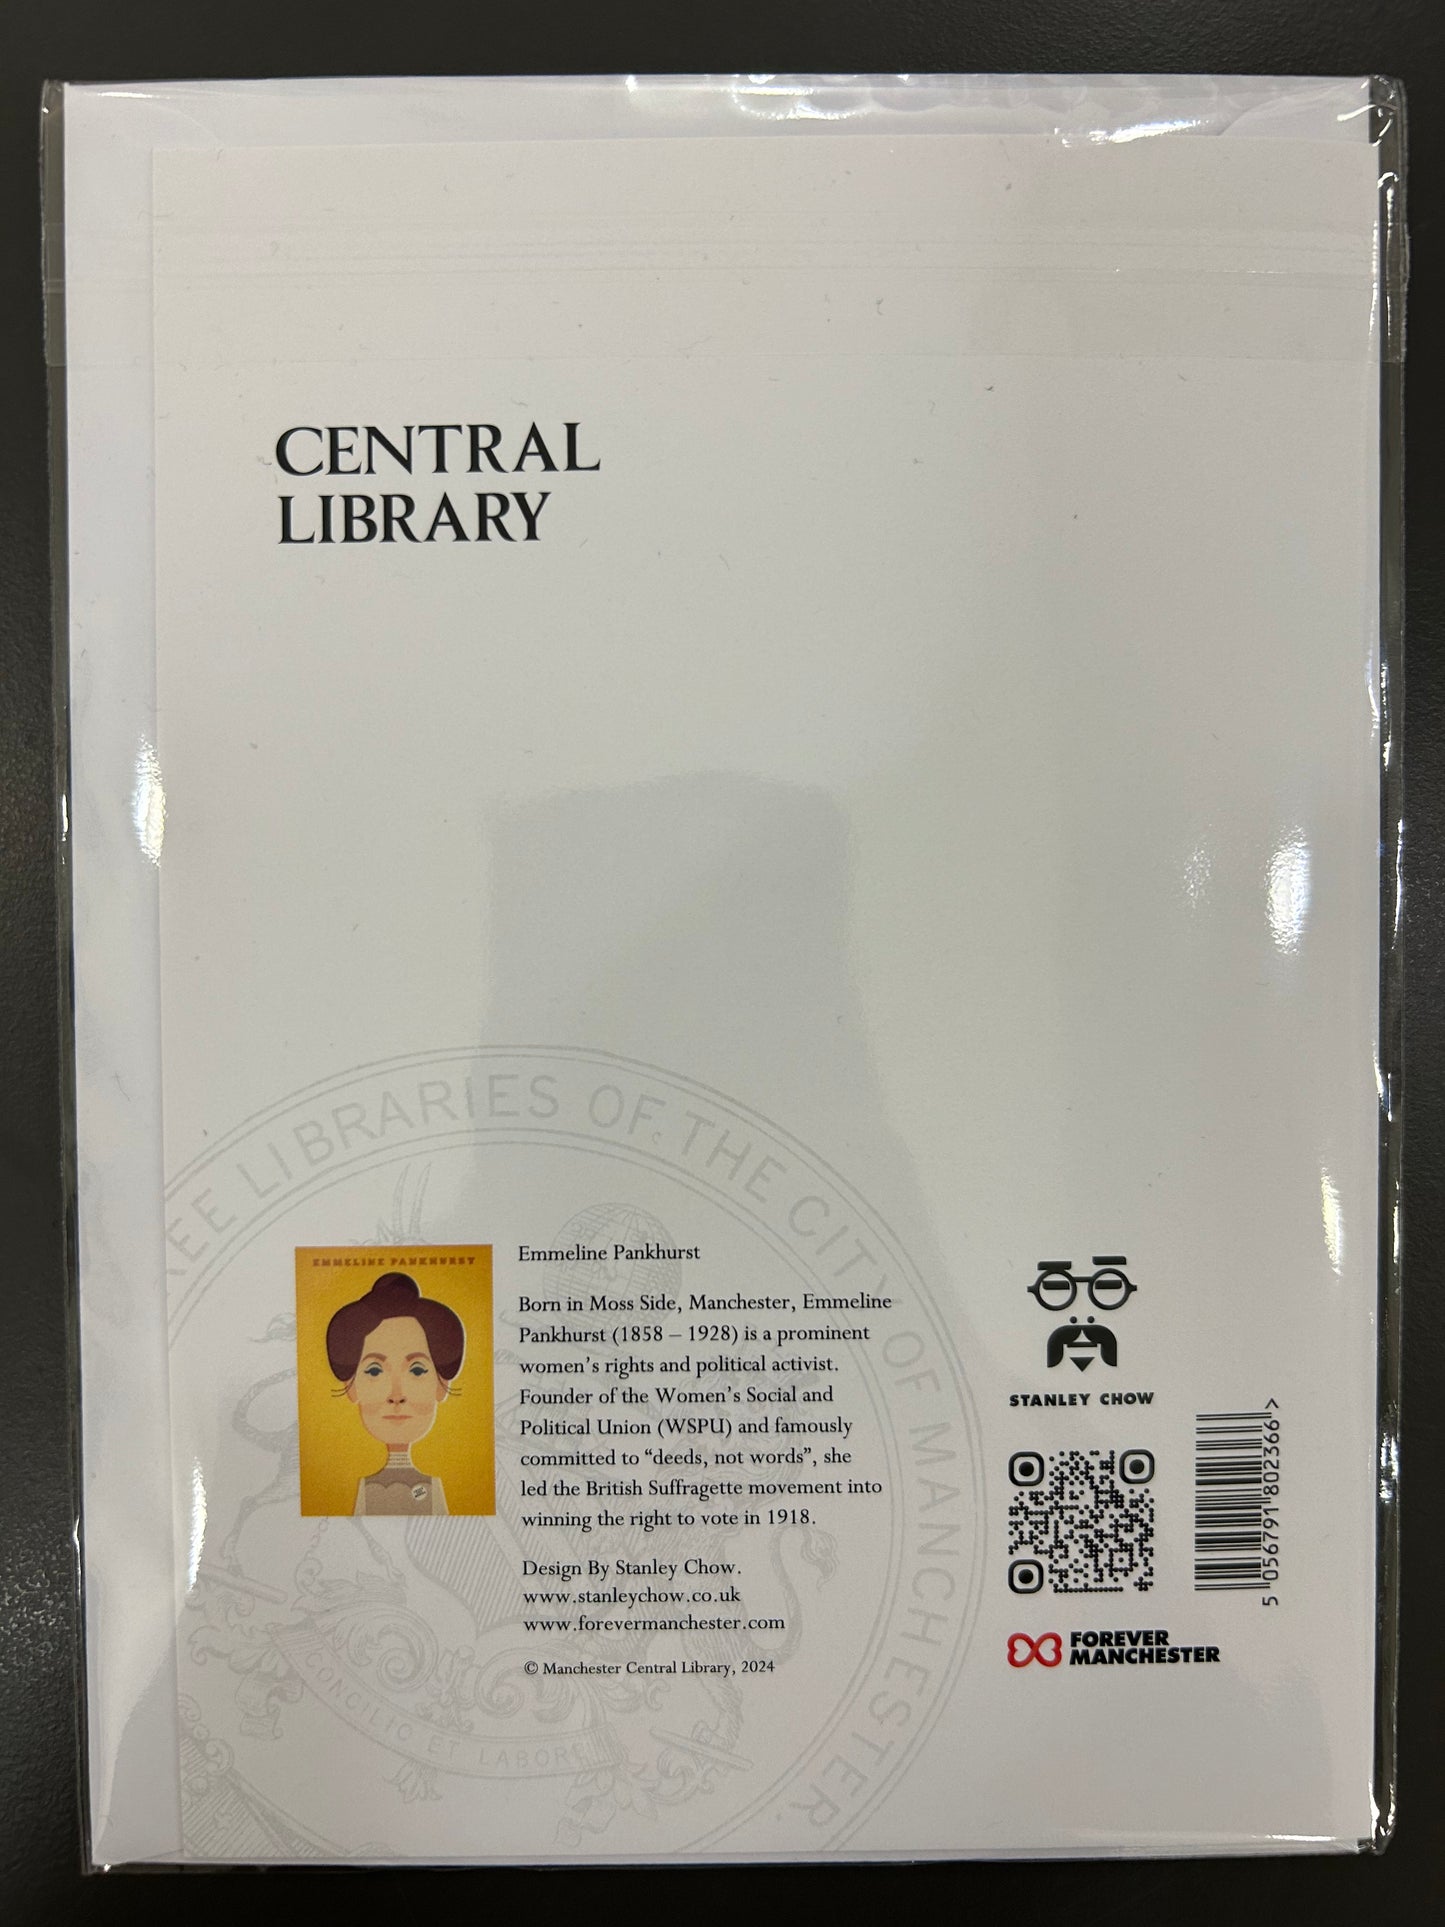 CENTRAL
LIBRARY
FREE LIBRARIES OF THE CITY OF MANCHESTER.
EMMELINE PANKHURST
Emmeline Pankhurst
Born in Moss Side, Manchester, Emmeline
Pankhurst (1858 – 1928) is a prominent
women's rights and political activist.
Founder of the Women's Social and
Political Union (WSPU) and famously
committed to “deeds, not words”, she
led the British Suffragette movement into
winning the right to vote in 1918.
Design By Stanley Chow.
www.stanleychow.co.uk
www.forevermanchester.com
© Manchester Central Library, 2024
CONCILIO ET LABORE
STANLEY CHOW
5 056791 802366 >
FOREVER
MANCHESTER